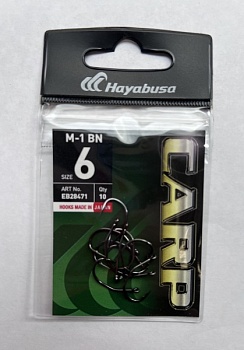 Hayabusa
M-1 BN
6
SIZE
ART No.
EB28471
Qty
10
HOOKS MADE IN JAPAN
CARP